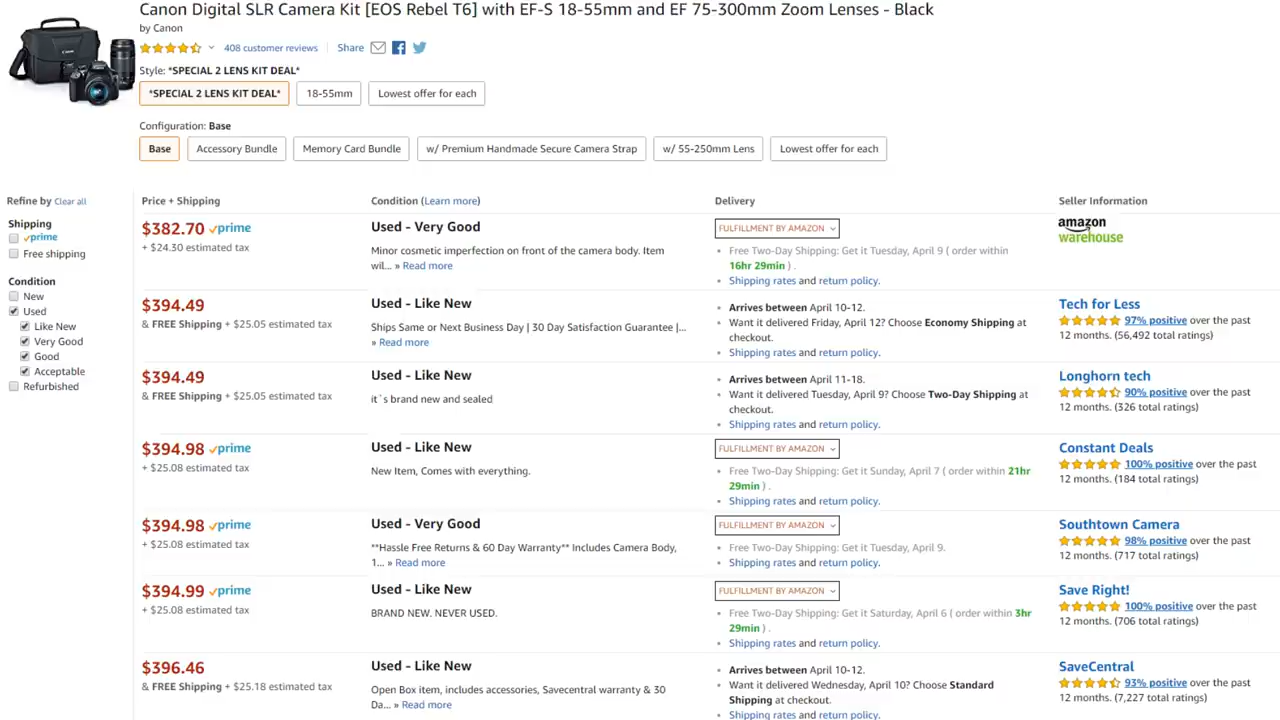 Canon Digital SLR Camera Kit [EOS Rebel T6] with EF-S 18-55mm and EF 75-300mm Zoom Lenses - Black
by Canon
408 customer reviews
Share
Style: *SPECIAL 2 LENS KIT DEAL*
*SPECIAL 2 LENS KIT DEAL* 18-55mm Lowest offer for each
Configuration: Base
Base Accessory Bundle Memory Card Bundle w/ Premium Handmade Secure Camera Strap w/ 55-250mm Lens Lowest offer for each
Refine by Clear all
Shipping
prime
Free shipping
Condition
New
Used
Like New
Very Good
Good
Acceptable
Refurbished
Price + Shipping Condition (Learn more) Delivery Seller Information
$382.70 prime
+ $24.30 estimated tax
Used - Very Good
Minor cosmetic imperfection on front of the camera body. Item
wil... » Read more
FULFILLMENT BY AMAZON
Free Two-Day Shipping: Get it Tuesday, April 9 ( order within
16hr 29min ) .
Shipping rates and return policy.
amazon
warehouse
$394.49
& FREE Shipping + $25.05 estimated tax
Used - Like New
Ships Same or Next Business Day | 30 Day Satisfaction Guarantee |...
» Read more
Arrives between April 10-12.
Want it delivered Friday, April 12? Choose Economy Shipping at
checkout.
Shipping rates and return policy.
Tech for Less
97% positive over the past
12 months. (56,492 total ratings)
$394.49
& FREE Shipping + $25.05 estimated tax
Used - Like New
it`s brand new and sealed
Arrives between April 11-18.
Want it delivered Tuesday, April 9? Choose Two-Day Shipping at
checkout.
Shipping rates and return policy.
Longhorn tech
90% positive over the past
12 months. (326 total ratings)
$394.98 prime
+ $25.08 estimated tax
Used - Like New
New Item, Comes with everything.
FULFILLMENT BY AMAZON
Free Two-Day Shipping: Get it Sunday, April 7 ( order within 21hr
29min ) .
Shipping rates and return policy.
Constant Deals
100% positive over the past
12 months. (184 total ratings)
$394.98 prime
+ $25.08 estimated tax
Used - Very Good
**Hassle Free Returns & 60 Day Warranty** Includes Camera Body,
1... » Read more
FULFILLMENT BY AMAZON
Free Two-Day Shipping: Get it Tuesday, April 9.
Shipping rates and return policy.
Southtown Camera
98% positive over the past
12 months. (717 total ratings)
$394.99 prime
+ $25.08 estimated tax
Used - Like New
BRAND NEW. NEVER USED.
FULFILLMENT BY AMAZON
Free Two-Day Shipping: Get it Saturday, April 6 ( order within 3hr
29min ) .
Shipping rates and return policy.
Save Right!
100% positive over the past
12 months. (706 total ratings)
$396.46
& FREE Shipping + $25.18 estimated tax
Used - Like New
Open Box item, includes accessories, Savecentral warranty & 30
Da... » Read more
Arrives between April 10-12.
Want it delivered Wednesday, April 10? Choose Standard
Shipping at checkout.
Shipping rates and return policy.
SaveCentral
93% positive over the past
12 months. (7,227 total ratings)